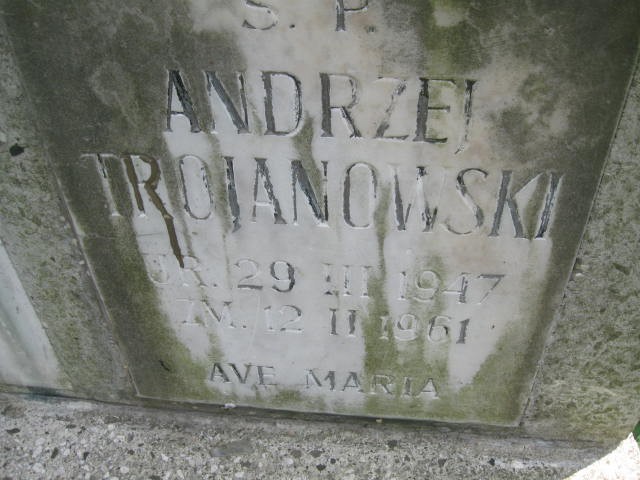 S. P.
ANDRZEJ
TROJANOWSKI
UR. 29 III 1947
ZM. 12 II 1961
AVE MARIA